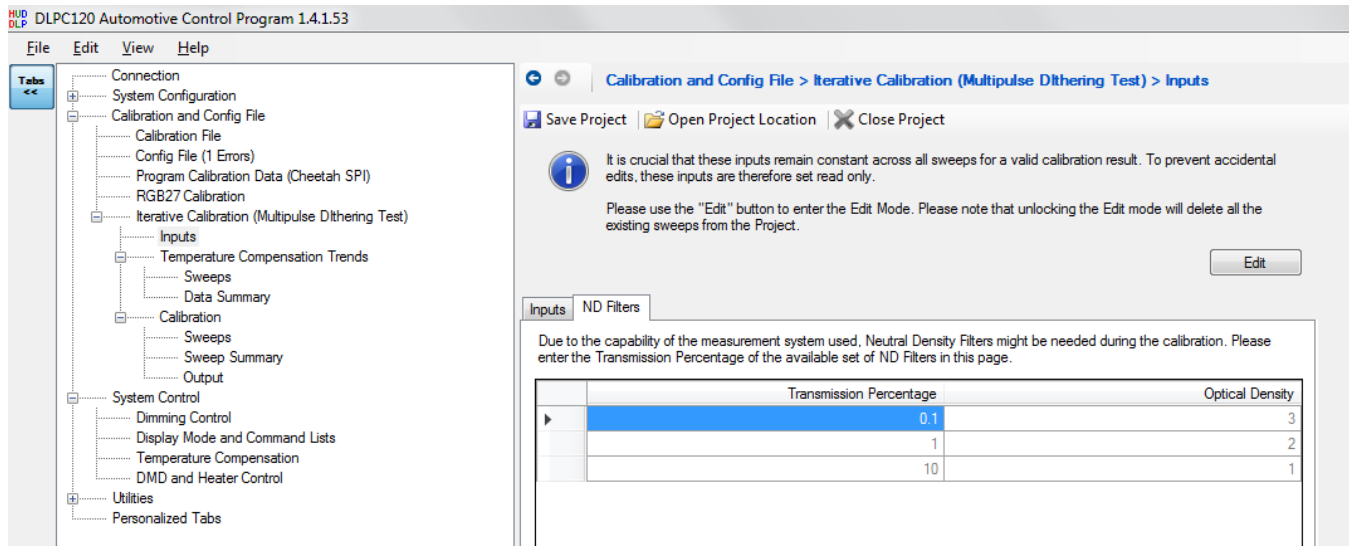 HUD DLP DLPC120 Automotive Control Program 1.4.1.53
File Edit View Help
Tabs
<<
Connection
System Configuration
Calibration and Config File
Calibration File
Config File (1 Errors)
Program Calibration Data (Cheetah SPI)
RGB27 Calibration
Iterative Calibration (Multipulse DIthering Test)
Inputs
Temperature Compensation Trends
Sweeps
Data Summary
Calibration
Sweeps
Sweep Summary
Output
System Control
Dimming Control
Display Mode and Command Lists
Temperature Compensation
DMD and Heater Control
Utilities
Personalized Tabs
Calibration and Config File > Iterative Calibration (Multipulse DIthering Test) > Inputs
Save Project Open Project Location Close Project
It is crucial that these inputs remain constant across all sweeps for a valid calibration result. To prevent accidental
edits, these inputs are therefore set read only.
Please use the "Edit" button to enter the Edit Mode. Please note that unlocking the Edit mode will delete all the
existing sweeps from the Project.
Edit
Inputs ND Filters
Due to the capability of the measurement system used, Neutral Density Filters might be needed during the calibration. Please
enter the Transmission Percentage of the available set of ND Filters in this page.
Transmission Percentage Optical Density
0.1 3
1 2
10 1